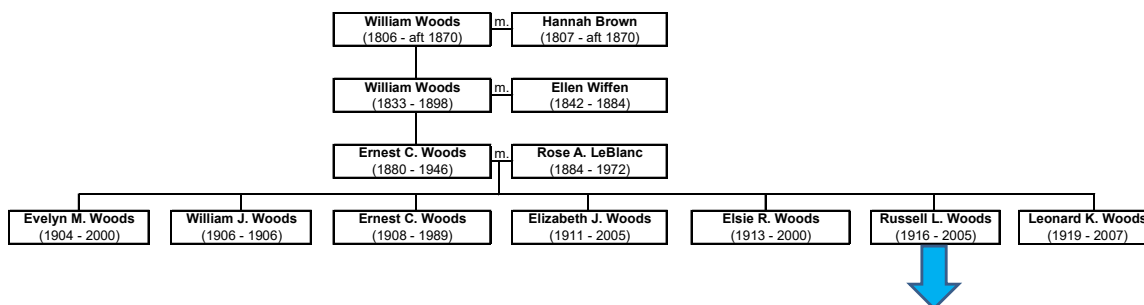 William Woods m. Hannah Brown
(1806 - aft 1870) (1807 - aft 1870)
William Woods m. Ellen Wiffen
(1833 - 1898) (1842 - 1884)
Ernest C. Woods m. Rose A. LeBlanc
(1880 - 1946) (1884 - 1972)
Evelyn M. Woods William J. Woods Ernest C. Woods Elizabeth J. Woods Elsie R. Woods Russell L. Woods Leonard K. Woods
(1904 - 2000) (1906 - 1906) (1908 - 1989) (1911 - 2005) (1913 - 2000) (1916 - 2005) (1919 - 2007)